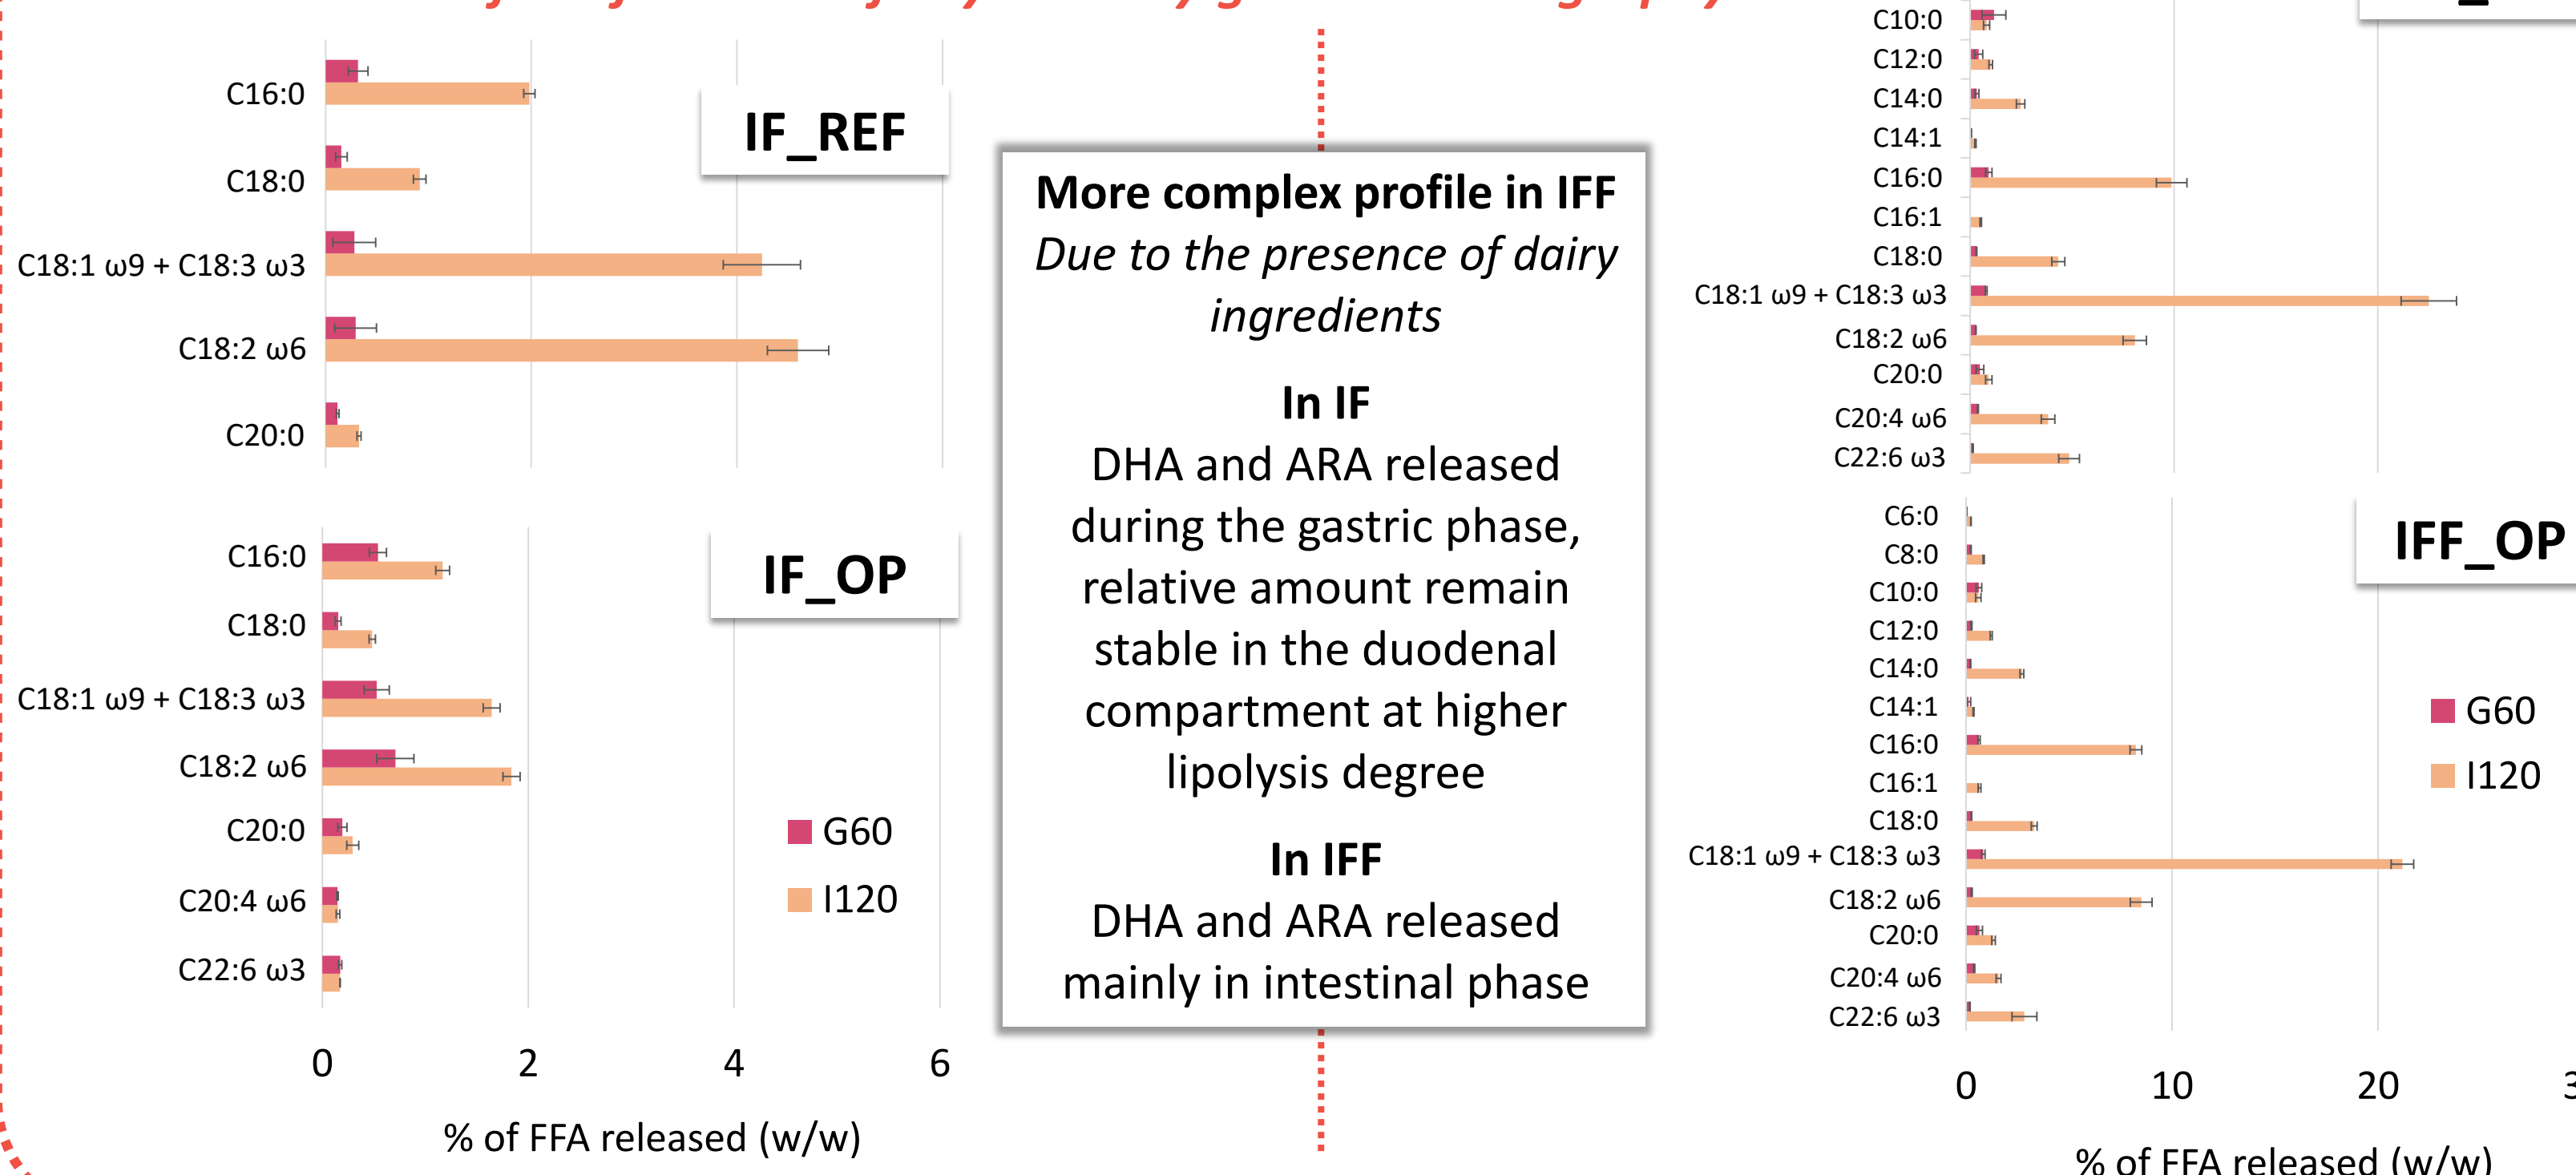 C16:0
C18:0
C18:1 ω9 + C18:3 ω3
C18:2 ω6
C20:0
IF_REF
C16:0
C18:0
C18:1 ω9 + C18:3 ω3
C18:2 ω6
C20:0
C20:4 ω6
C22:6 ω3
IF_OP
G60
I120
0 2 4 6
% of FFA released (w/w)
More complex profile in IFF
Due to the presence of dairy
ingredients
In IF
DHA and ARA released
during the gastric phase,
relative amount remain
stable in the duodenal
compartment at higher
lipolysis degree
In IFF
DHA and ARA released
mainly in intestinal phase
C10:0
C12:0
C14:0
C14:1
C16:0
C16:1
C18:0
C18:1 ω9 + C18:3 ω3
C18:2 ω6
C20:0
C20:4 ω6
C22:6 ω3
C6:0
C8:0
C10:0
C12:0
C14:0
C14:1
C16:0
C16:1
C18:0
C18:1 ω9 + C18:3 ω3
C18:2 ω6
C20:0
C20:4 ω6
C22:6 ω3
IFF_OP
G60
I120
0 10 20
% of FFA released (w/w)